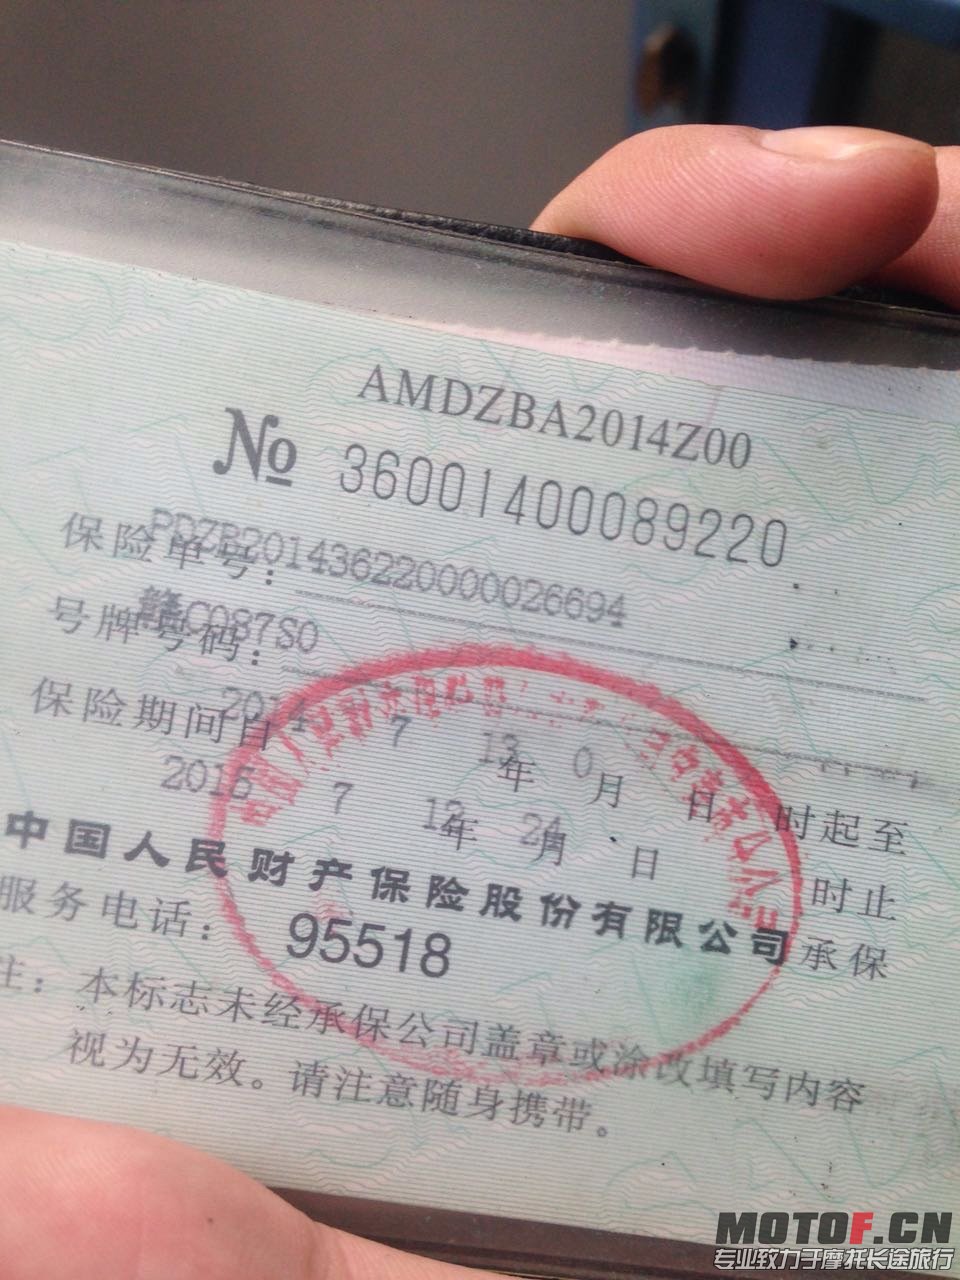 AMDZBA2014Z00
№ 36001400089220
保险单号：PDZB201436220000026694
号牌号码：赣C087S0
保险期间自 2014 年 7 月 13 日 0 时起至
2015 年 7 月 12 日 24 时止
中国人民财产保险股份有限公司 承保
服务电话：95518
注：本标志未经承保公司盖章或涂改填写内容
视为无效。请注意随身携带。
MOTOF.CN
专业致力于摩托长途旅行